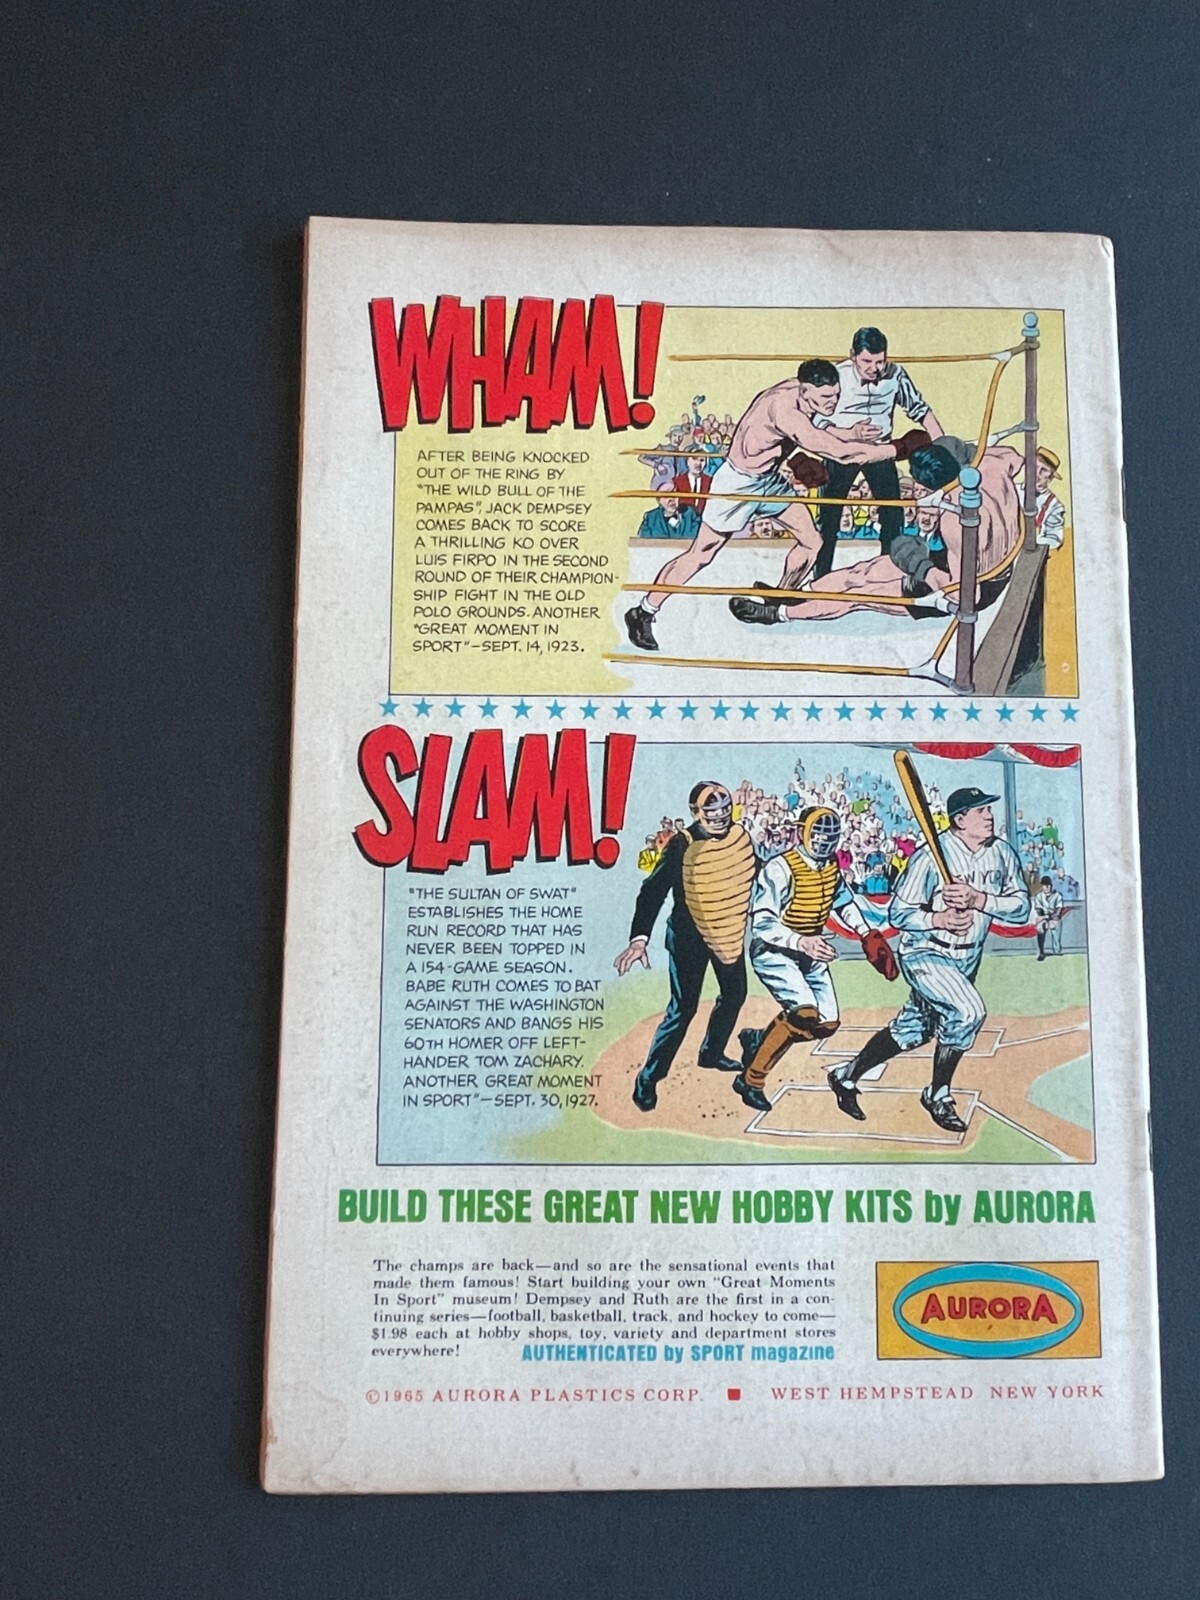 WHAM!
AFTER BEING KNOCKED
OUT OF THE RING BY
"THE WILD BULL OF THE
PAMPAS", JACK DEMPSEY
COMES BACK TO SCORE
A THRILLING KO OVER
LUIS FIRPO IN THE SECOND
ROUND OF THEIR CHAMPION-
SHIP FIGHT IN THE OLD
POLO GROUNDS. ANOTHER
"GREAT MOMENT IN
SPORT"—SEPT. 14, 1923.
SLAM!
"THE SULTAN OF SWAT"
ESTABLISHES THE HOME
RUN RECORD THAT HAS
NEVER BEEN TOPPED IN
A 154-GAME SEASON.
BABE RUTH COMES TO BAT
AGAINST THE WASHINGTON
SENATORS AND BANGS HIS
60TH HOMER OFF LEFT-
HANDER TOM ZACHARY.
ANOTHER GREAT MOMENT
IN SPORT"—SEPT. 30, 1927.
EW YOR
BUILD THESE GREAT NEW HOBBY KITS by AURORA
The champs are back—and so are the sensational events that
made them famous! Start building your own "Great Moments
In Sport" museum! Dempsey and Ruth are the first in a con-
tinuing series—football, basketball, track, and hockey to come—
$1.98 each at hobby shops, toy, variety and department stores
everywhere! AUTHENTICATED by SPORT magazine
AURORA
©1965 AURORA PLASTICS CORP. ■ WEST HEMPSTEAD NEW YORK